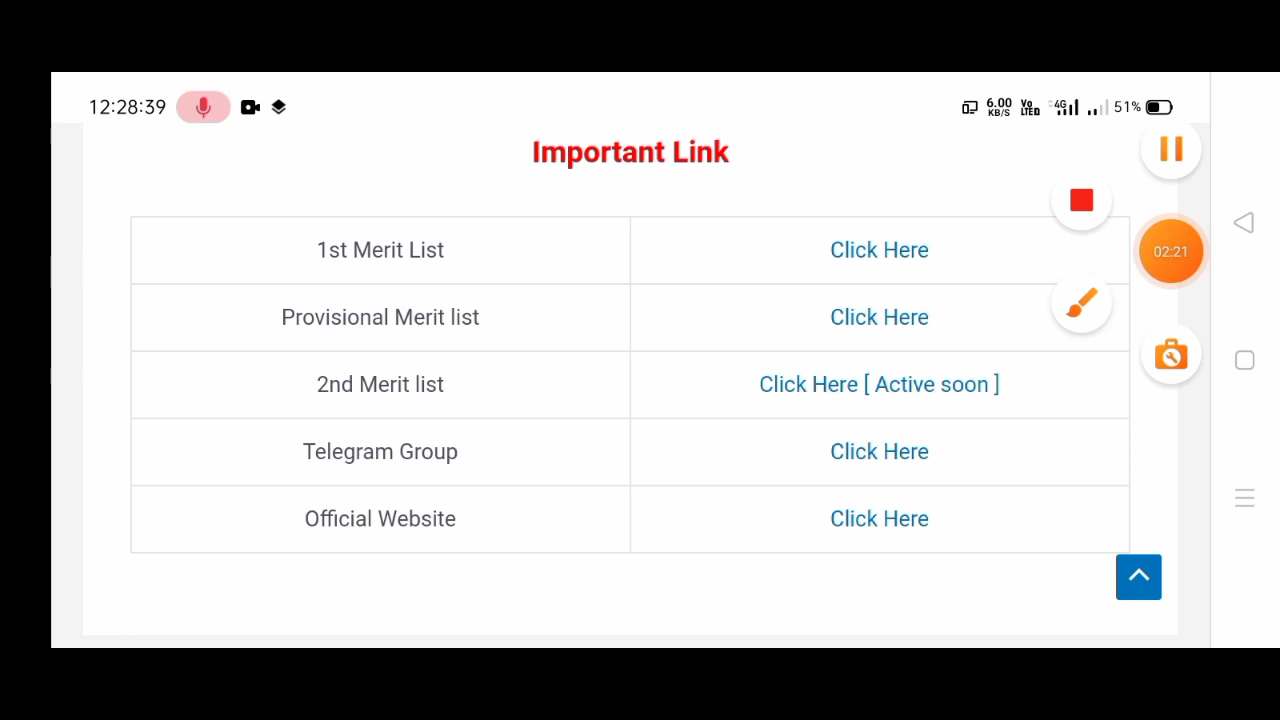 12:28:39 6.00 KB/S Vo LTE 4G 51%
Important Link
1st Merit List Click Here
02:21
Provisional Merit list Click Here
2nd Merit list Click Here [ Active soon ]
Telegram Group Click Here
Official Website Click Here